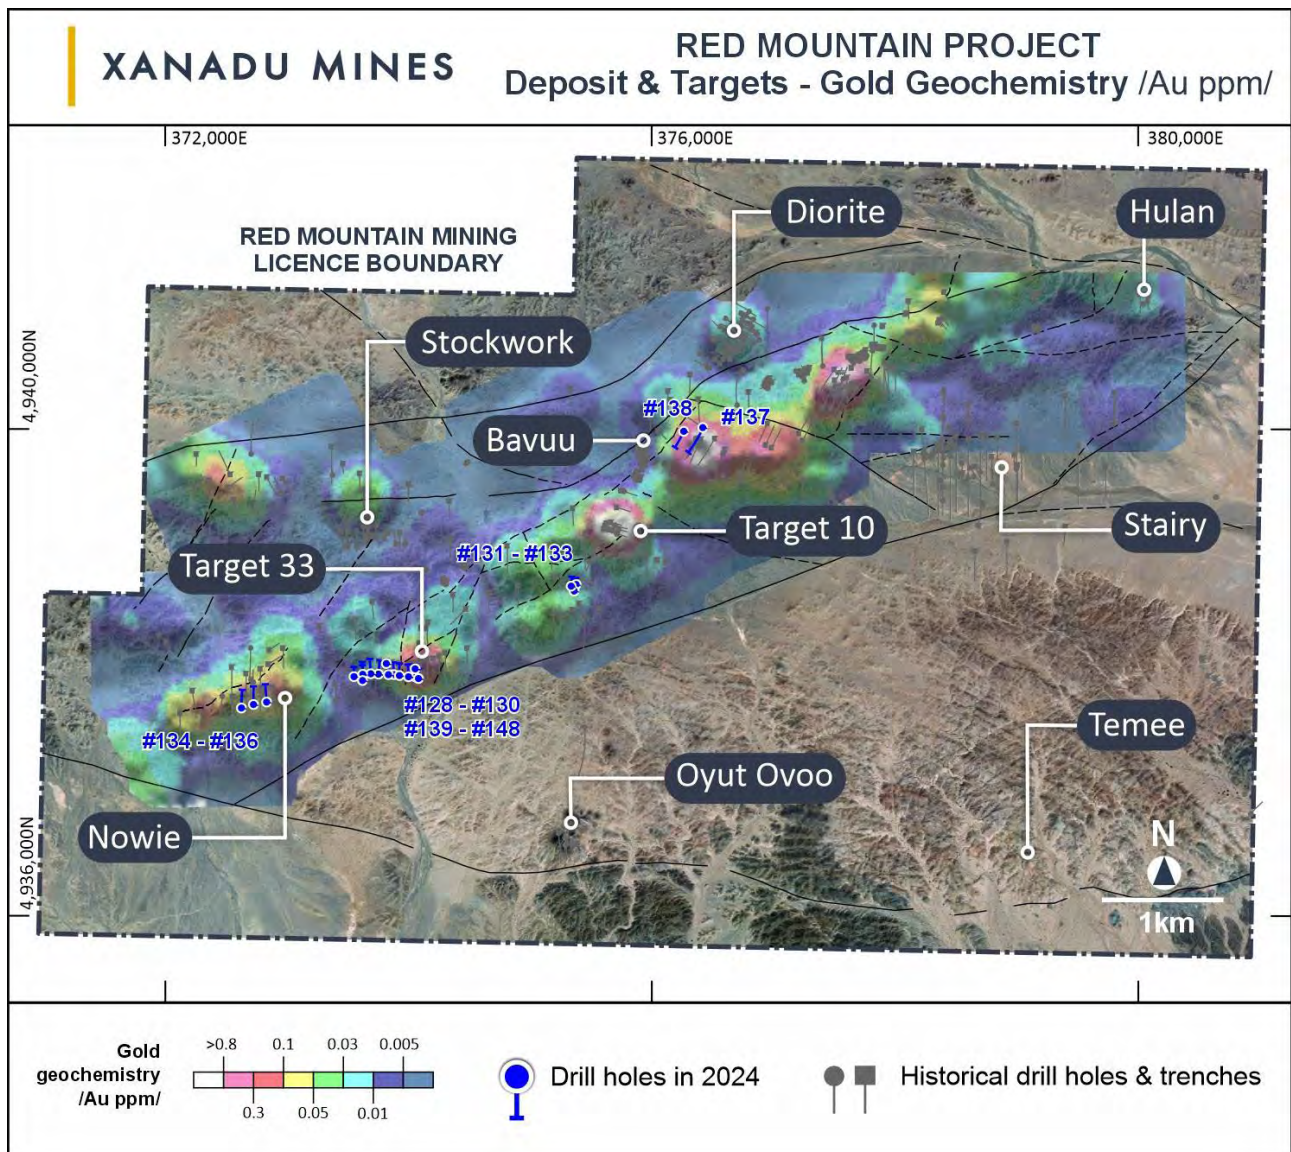 XANADU MINES
RED MOUNTAIN PROJECT
Deposit & Targets - Gold Geochemistry /Au ppm/
372,000E
376,000E
380,000E
Diorite
Hulan
RED MOUNTAIN MINING
LICENCE BOUNDARY
Stockwork
4,940,000N
#138
#137
Bavuu
Target 10
Stairy
#131 - #133
Target 33
#128 - #130
#139 - #148
#134 - #136
Temee
Oyut Ovoo
Nowie
4,936,000N
N
1km
Gold
geochemistry
/Au ppm/
>0.8
0.1
0.03
0.005
0.3
0.05
0.01
Drill holes in 2024
Historical drill holes & trenches